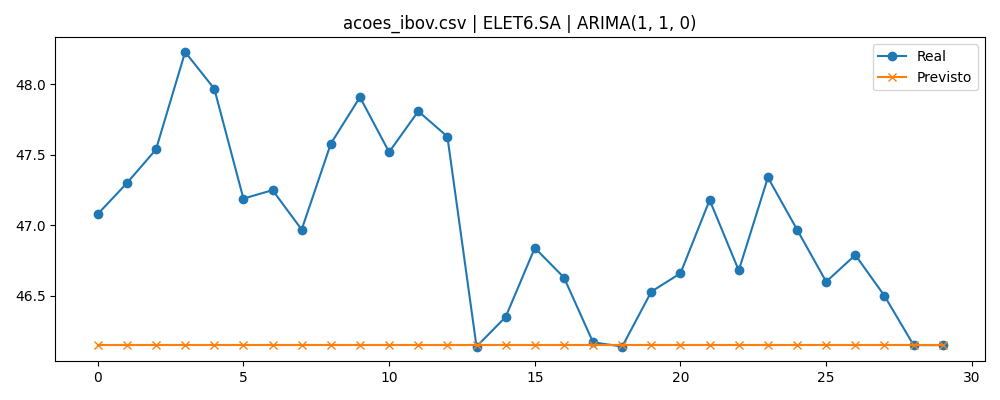 acoes_ibov.csv | ELET6.SA | ARIMA(1, 1, 0)
Real
Previsto
48.0
47.5
47.0
46.5
0 5 10 15 20 25 30